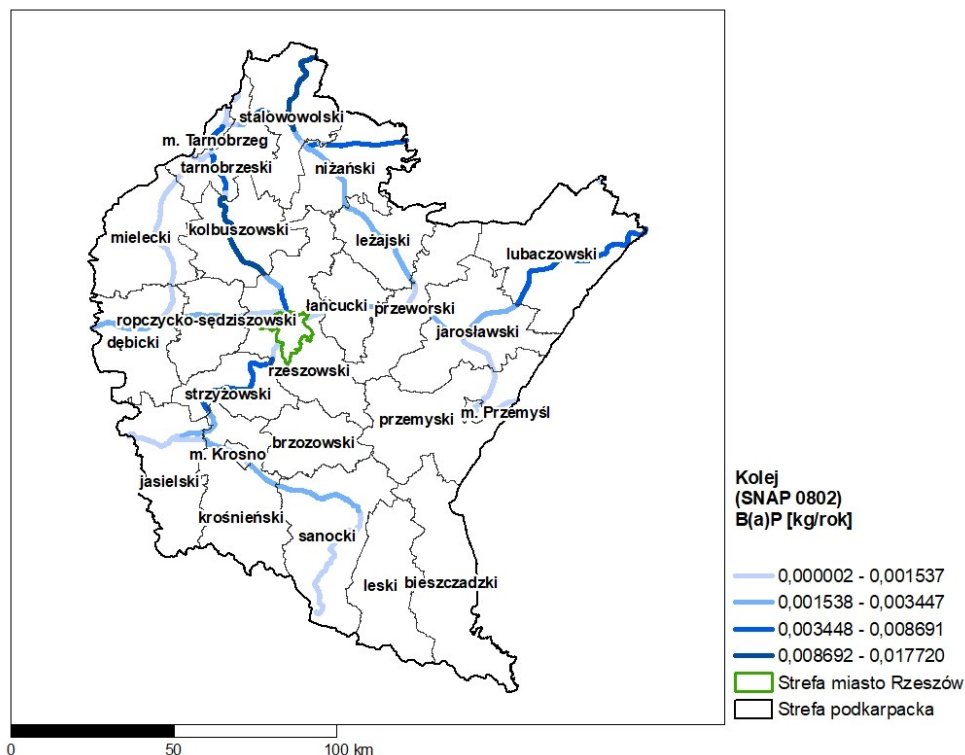 stalowowolski
m. Tarnobrzeg
tarnobrzeski
niżański
kolbuszowski
mielecki
leżajski
lubaczowski
łańcucki
przeworski
ropczycko-sędziszowski
jarosławski
dębicki
rzeszowski
strzyżowski
m. Przemyśl
przemyski
brzozowski
m. Krosno
jasielski
krośnieński
sanocki
leski
bieszczadzki
Kolej
(SNAP 0802)
B(a)P [kg/rok]
0,000002 - 0,001537
0,001538 - 0,003447
0,003448 - 0,008691
0,008692 - 0,017720
Strefa miasto Rzeszów
Strefa podkarpacka
0 50 100 km